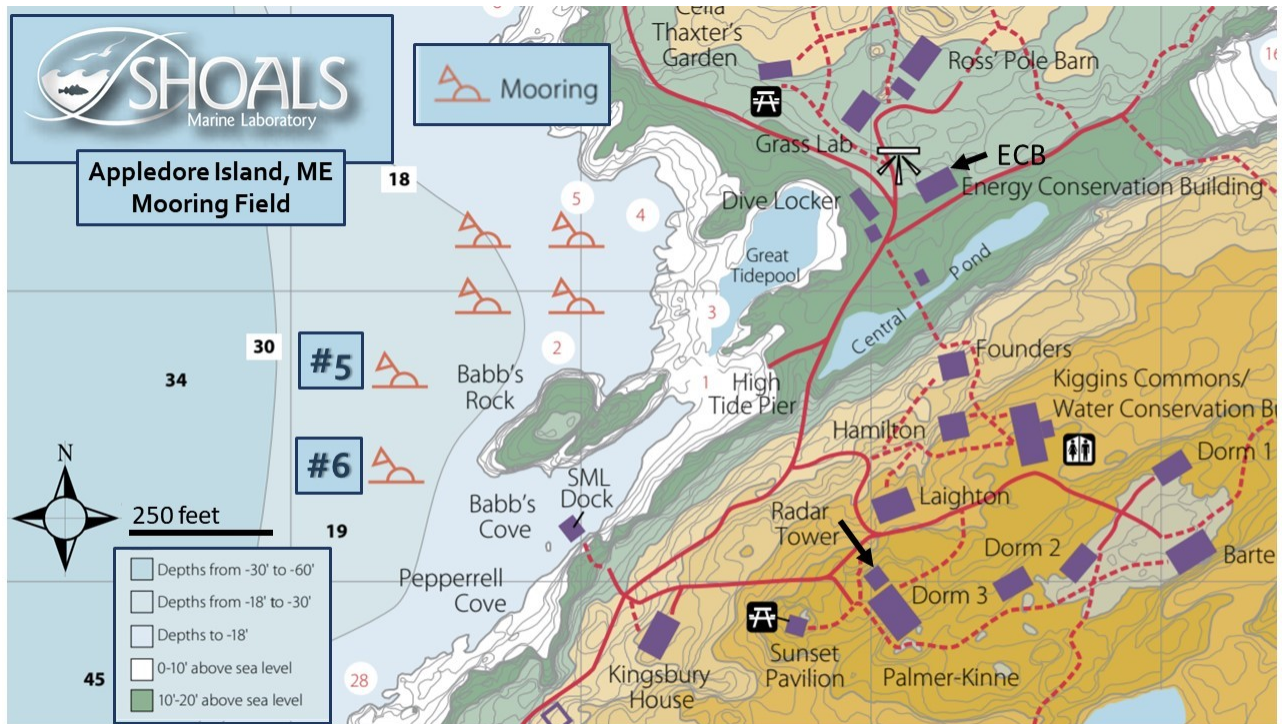 SHOALS
Marine Laboratory
Appledore Island, ME
Mooring Field
Mooring
Celia
Thaxter's
Garden
Ross' Pole Barn
16
Grass Lab
ECB
Energy Conservation Building
18
5
4
Dive Locker
Great
Tidepool
Pond
Central
3
30
#5
2
34
Babb's
Rock
1
High
Tide Pier
Founders
Kiggins Commons/
Water Conservation Bu
Hamilton
Dorm 1
#6
N
SML
Dock
Babb's
Cove
Laighton
Radar
Tower
250 feet
19
Dorm 2
Barte
Depths from -30' to -60'
Depths from -18' to -30'
Depths to -18'
0-10' above sea level
10'-20' above sea level
Pepperrell
Cove
Dorm 3
45
28
Kingsbury
House
Sunset
Pavilion
Palmer-Kinne